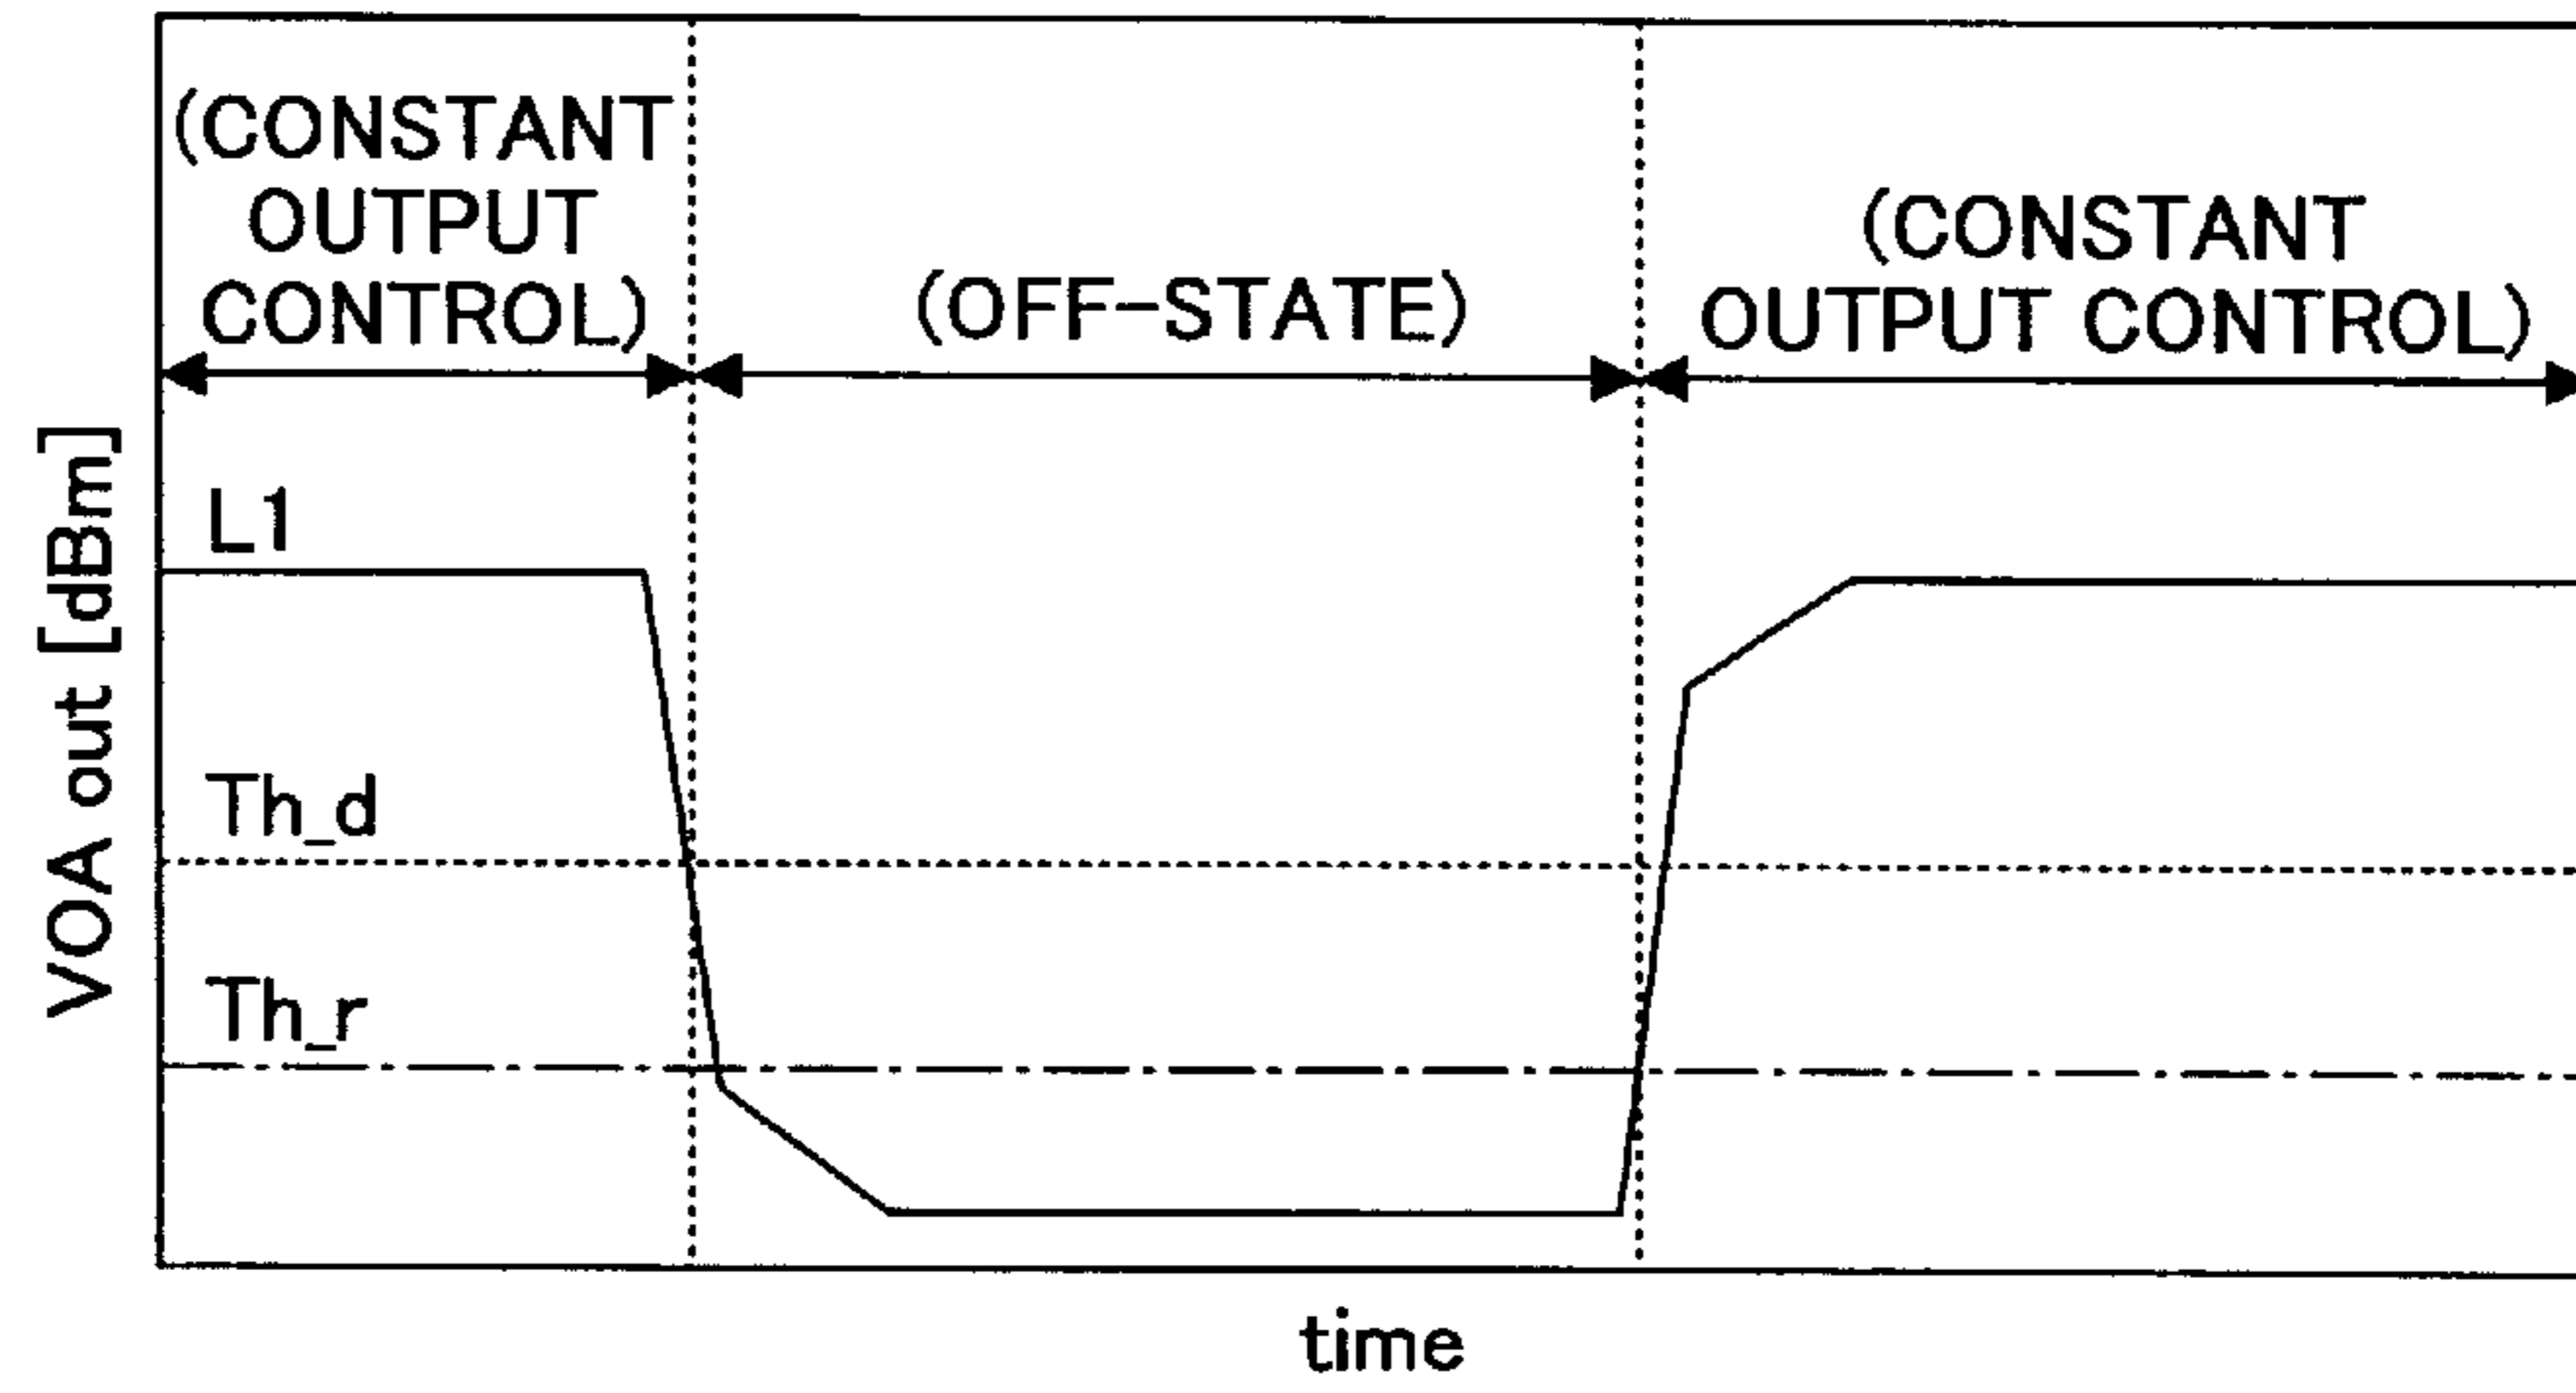 (CONSTANT
OUTPUT
CONTROL)
(OFF-STATE)
(CONSTANT
OUTPUT CONTROL)
VOA out [dBm]
L1
Th_d
Th_r
time